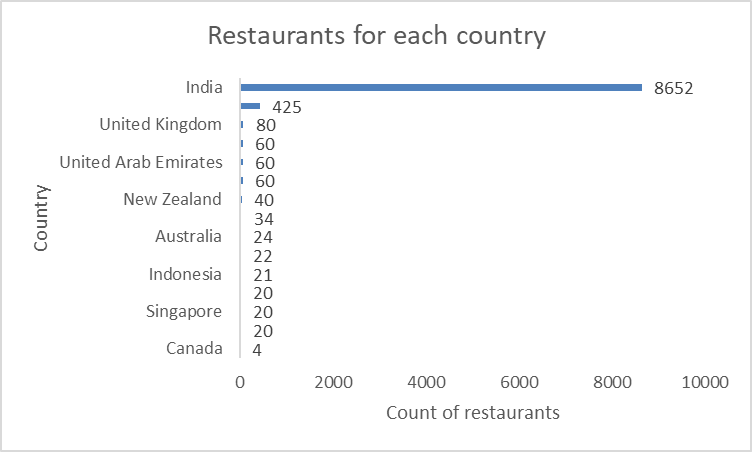 Restaurants for each country
India 8652
425
United Kingdom 80
60
United Arab Emirates 60
60
New Zealand 40
34
Australia 24
22
Indonesia 21
20
Singapore 20
20
Canada 4
Country
0 2000 4000 6000 8000 10000
Count of restaurants